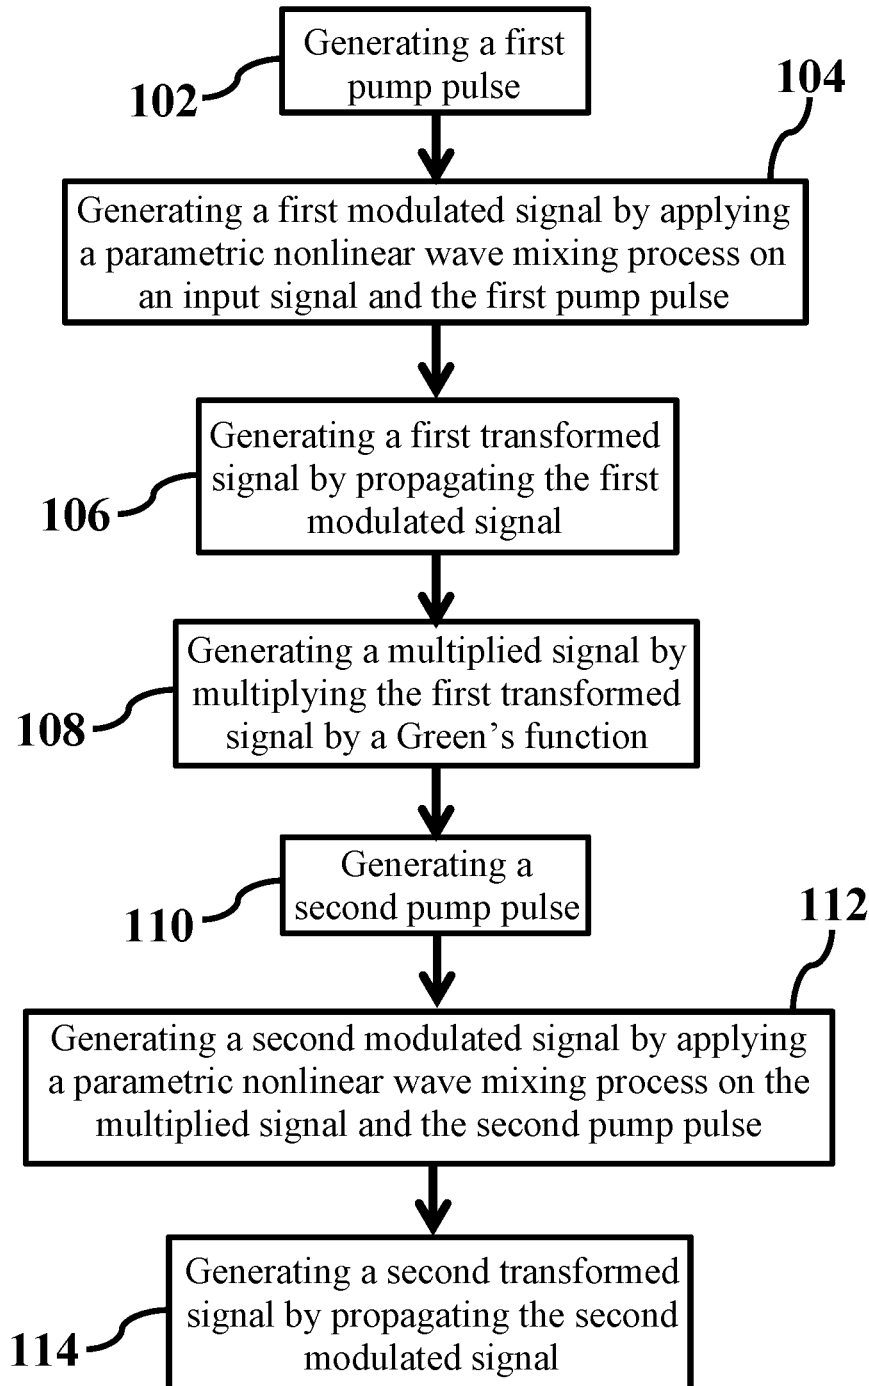 Generating a first
pump pulse
102
104
Generating a first modulated signal by applying
a parametric nonlinear wave mixing process on
an input signal and the first pump pulse
Generating a first transformed
signal by propagating the first
modulated signal
106
Generating a multiplied signal by
multiplying the first transformed
signal by a Green’s function
108
Generating a
second pump pulse
110
112
Generating a second modulated signal by applying
a parametric nonlinear wave mixing process on the
multiplied signal and the second pump pulse
Generating a second transformed
signal by propagating the second
modulated signal
114